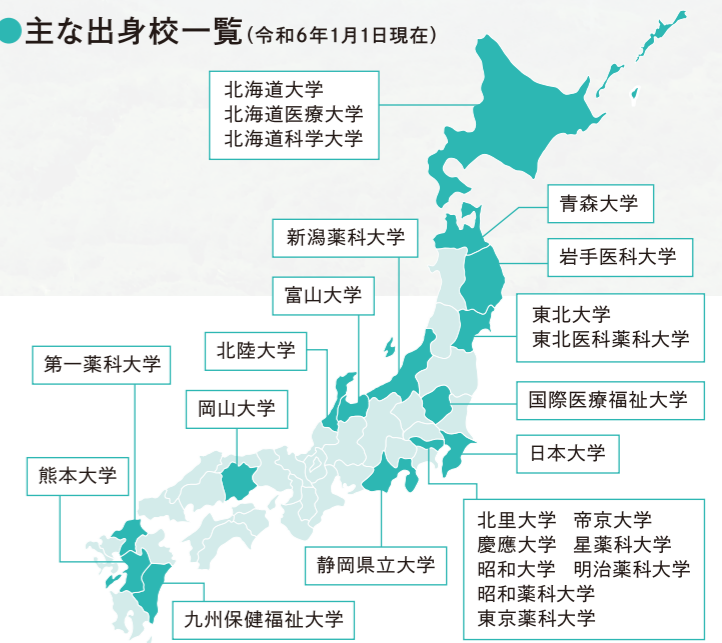 ●主な出身校一覧(令和6年1月1日現在)
北海道大学
北海道医療大学
北海道科学大学
青森大学
新潟薬科大学
岩手医科大学
富山大学
東北大学
東北医科薬科大学
北陸大学
第一薬科大学
国際医療福祉大学
岡山大学
日本大学
熊本大学
北里大学 帝京大学
慶應大学 星薬科大学
昭和大学 明治薬科大学
昭和薬科大学
東京薬科大学
静岡県立大学
九州保健福祉大学